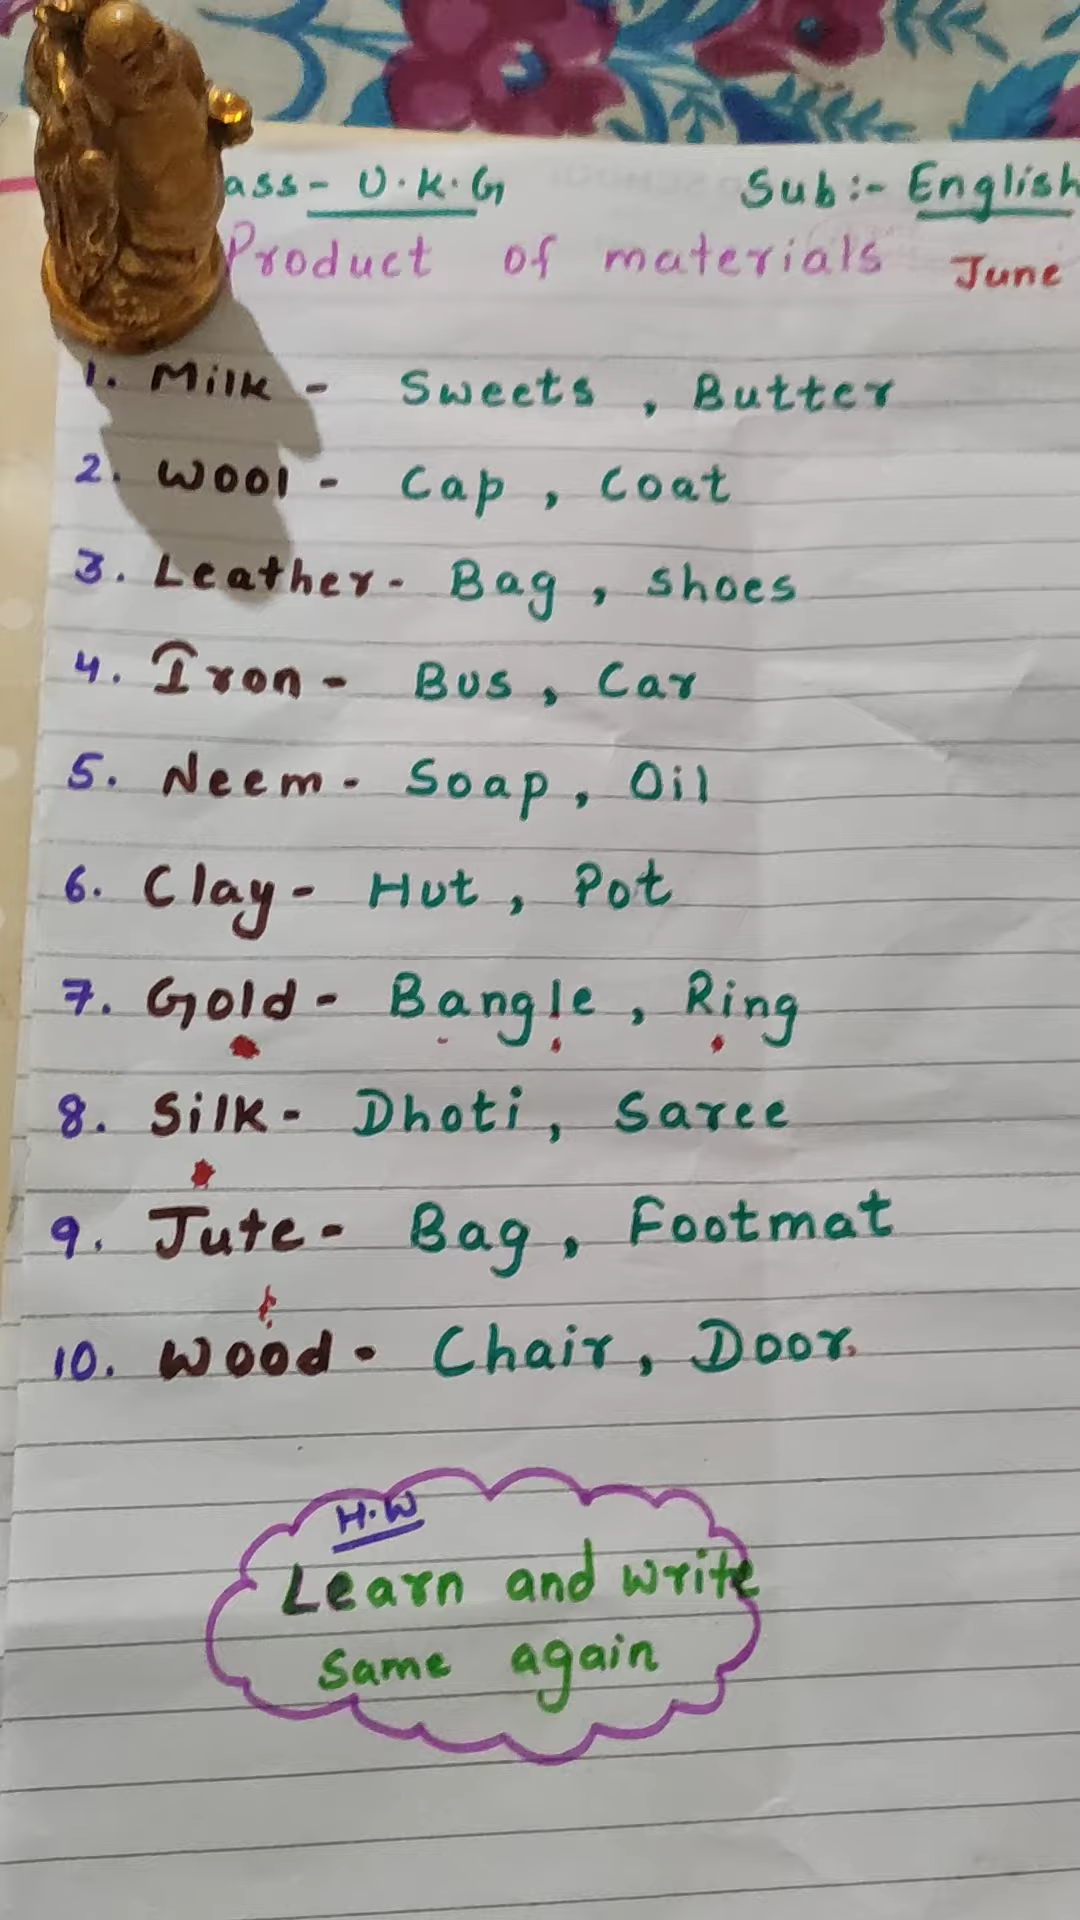 ass- U.K.G Sub:- English
Product of materials June
1. Milk - Sweets , Butter
2. Wool - Cap , Coat
3. Leather - Bag , Shoes
4. Iron - Bus , Car
5. Neem - Soap , Oil
6. Clay - Hut , Pot
7. Gold - Bangle , Ring
8. Silk - Dhoti , Saree
9. Jute - Bag , Footmat
10. Wood - Chair , Door.
H.W
Learn and write
same again